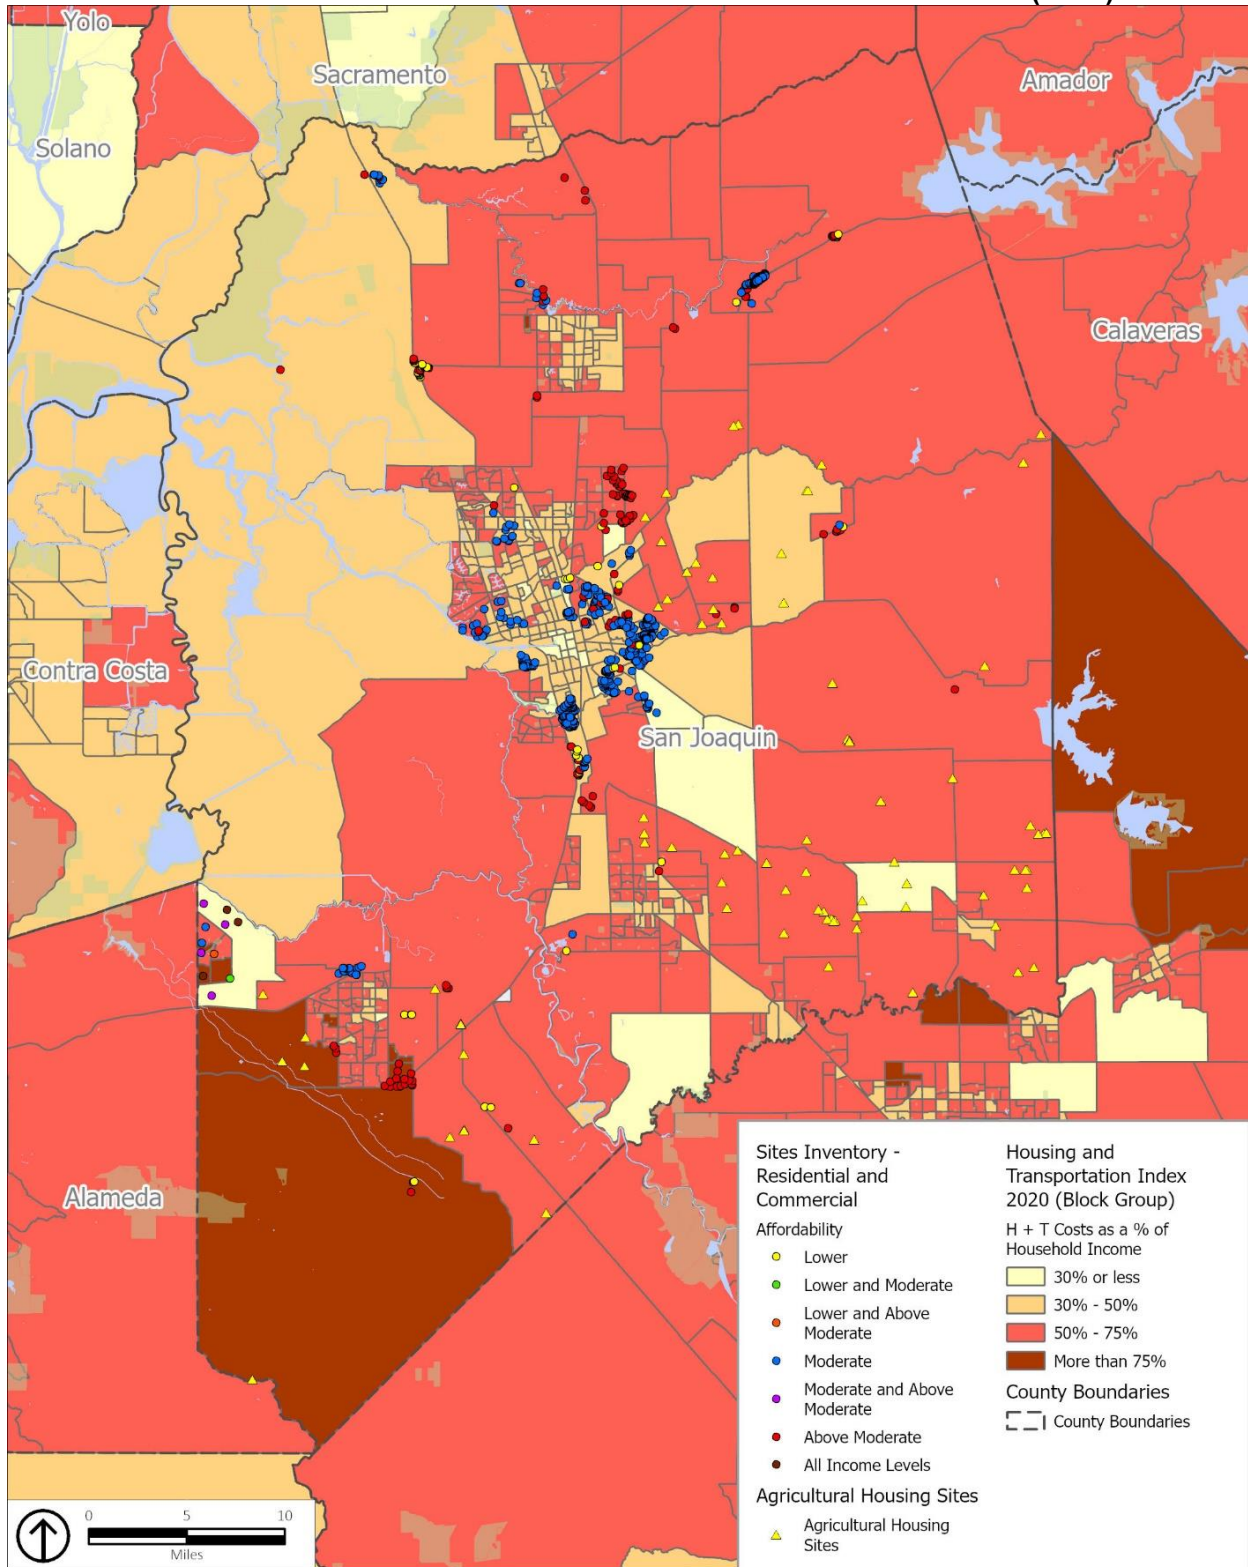 Yolo
Sacramento
Amador
Solano
Calaveras
Contra Costa
San Joaquin
Alameda
Sites Inventory -
Residential and
Commercial
Affordability
Lower
Lower and Moderate
Lower and Above
Moderate
Moderate
Moderate and Above
Moderate
Above Moderate
All Income Levels
Agricultural Housing Sites
Agricultural Housing
Sites
Housing and
Transportation Index
2020 (Block Group)
H + T Costs as a % of
Household Income
30% or less
30% - 50%
50% - 75%
More than 75%
County Boundaries
County Boundaries
0 5 10
Miles